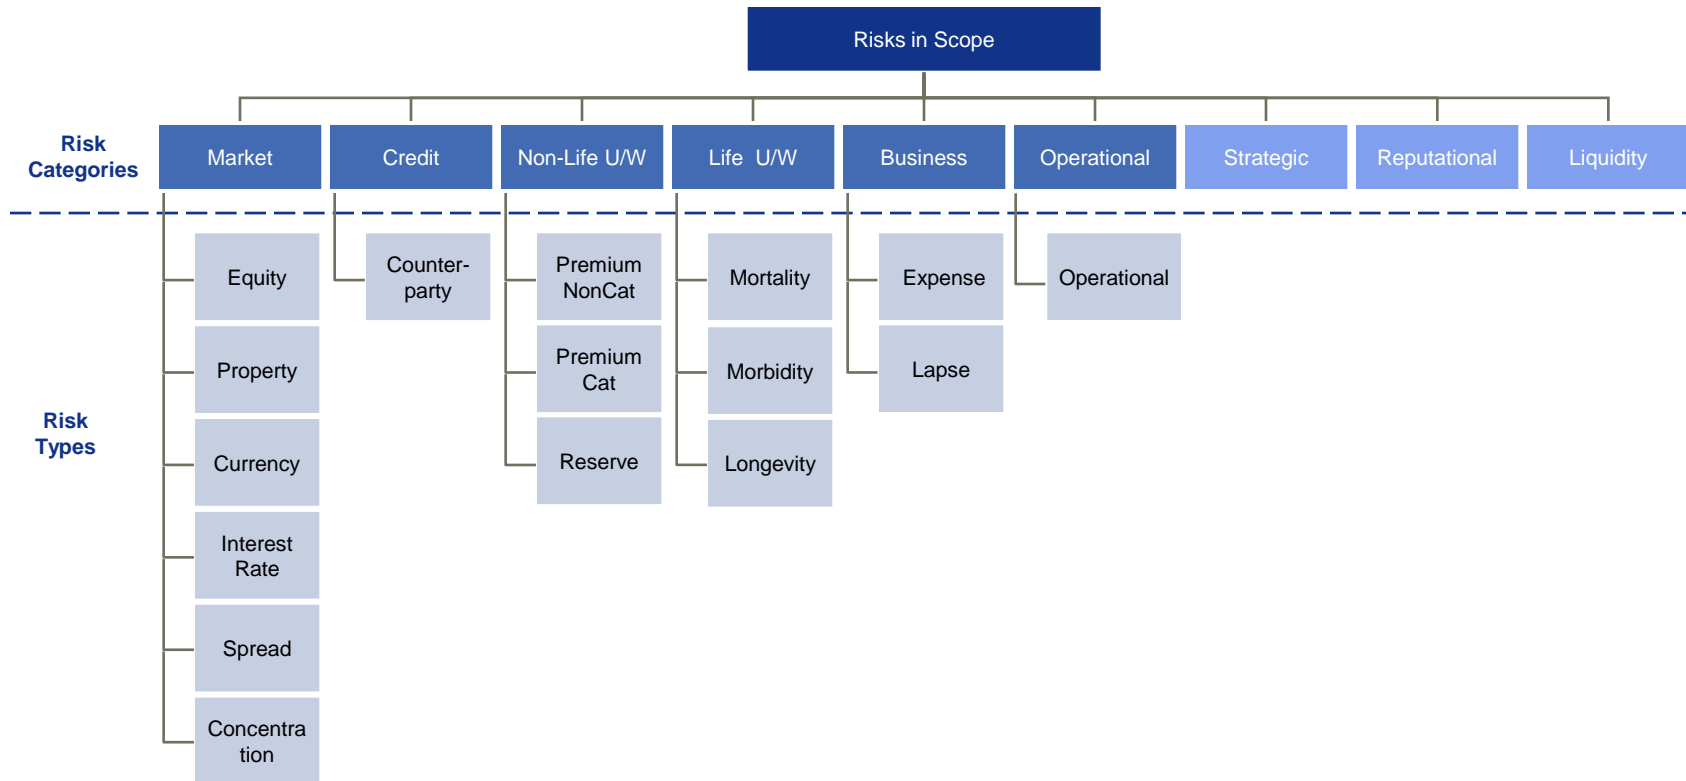 Risks in Scope
Risk
Categories
Market
Credit
Non-Life U/W
Life  U/W
Business
Operational
Strategic
Reputational
Liquidity
Risk
Types
Equity
Property
Currency
Interest
Rate
Spread
Concentra
tion
Counter-
party
Premium
NonCat
Premium
Cat
Reserve
Mortality
Morbidity
Longevity
Expense
Lapse
Operational